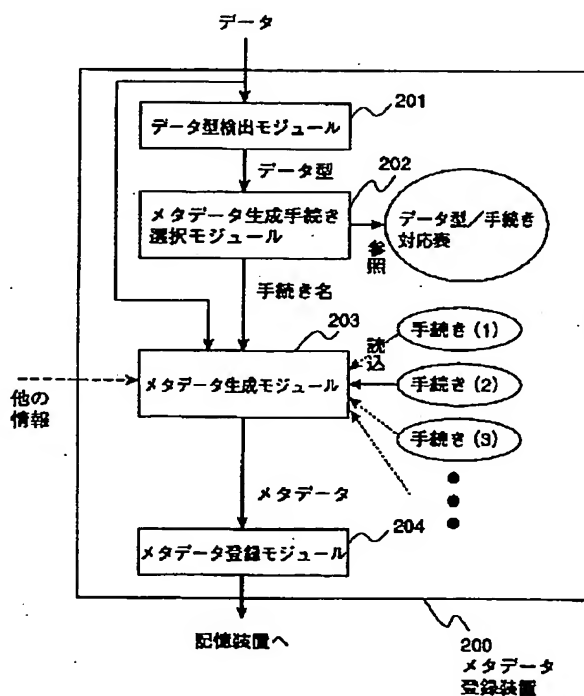 データ
201
データ型検出モジュール
データ型
202
メタデータ生成手続き
選択モジュール
データ型/手続き
対応表
参照
手続き名
203
読込
手続き (1)
メタデータ生成モジュール
手続き (2)
他の
情報
手続き (3)
メタデータ
204
メタデータ登録モジュール
記憶装置へ
200
メタデータ
登録装置